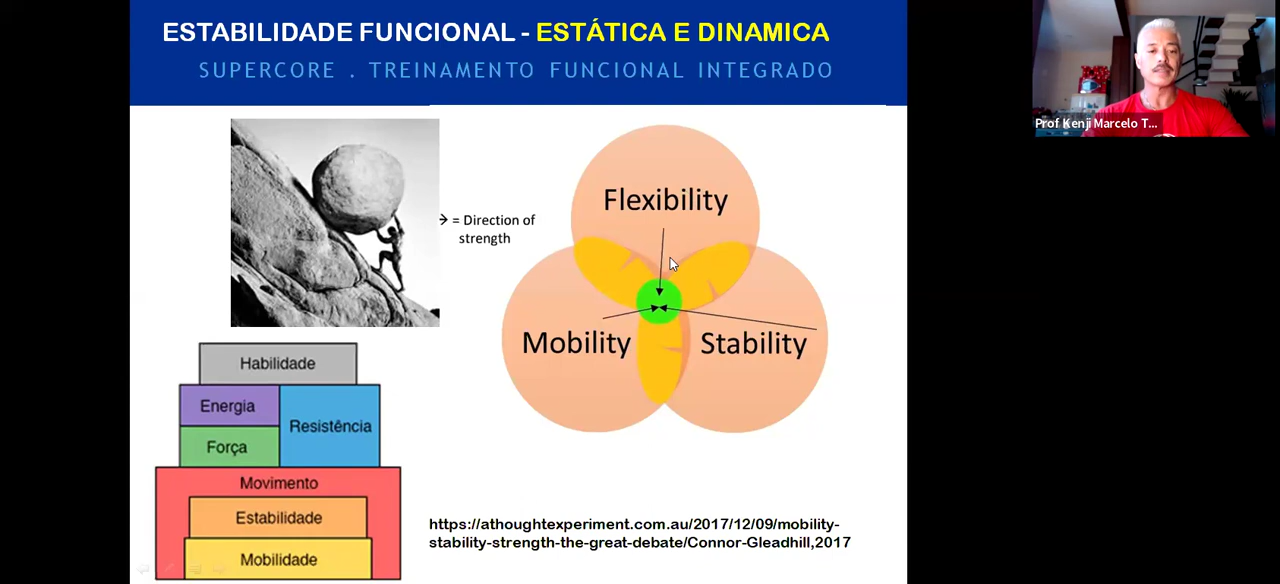 ESTABILIDADE FUNCIONAL - ESTÁTICA E DINAMICA
SUPERCORE . TREINAMENTO FUNCIONAL INTEGRADO
Prof Kenji Marcelo T...
→ = Direction of
strength
Flexibility
Mobility
Stability
Habilidade
Energia
Resistência
Força
Movimento
Estabilidade
Mobilidade
https://athoughtexperiment.com.au/2017/12/09/mobility-
stability-strength-the-great-debate/Connor-Gleadhill,2017